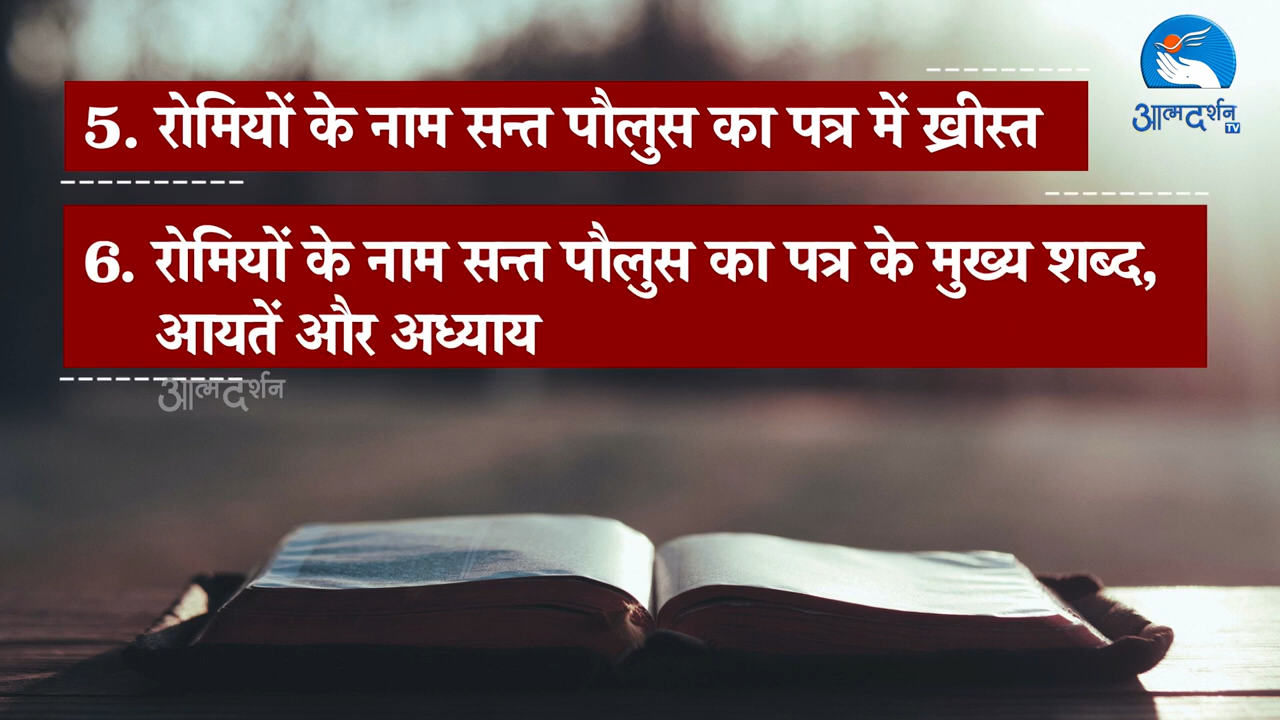 आत्मदर्शन
TV
5. रोमियों के नाम सन्त पौलुस का पत्र में ख्रीस्त
6. रोमियों के नाम सन्त पौलुस का पत्र के मुख्य शब्द,
आयतें और अध्याय
आत्मदर्शन